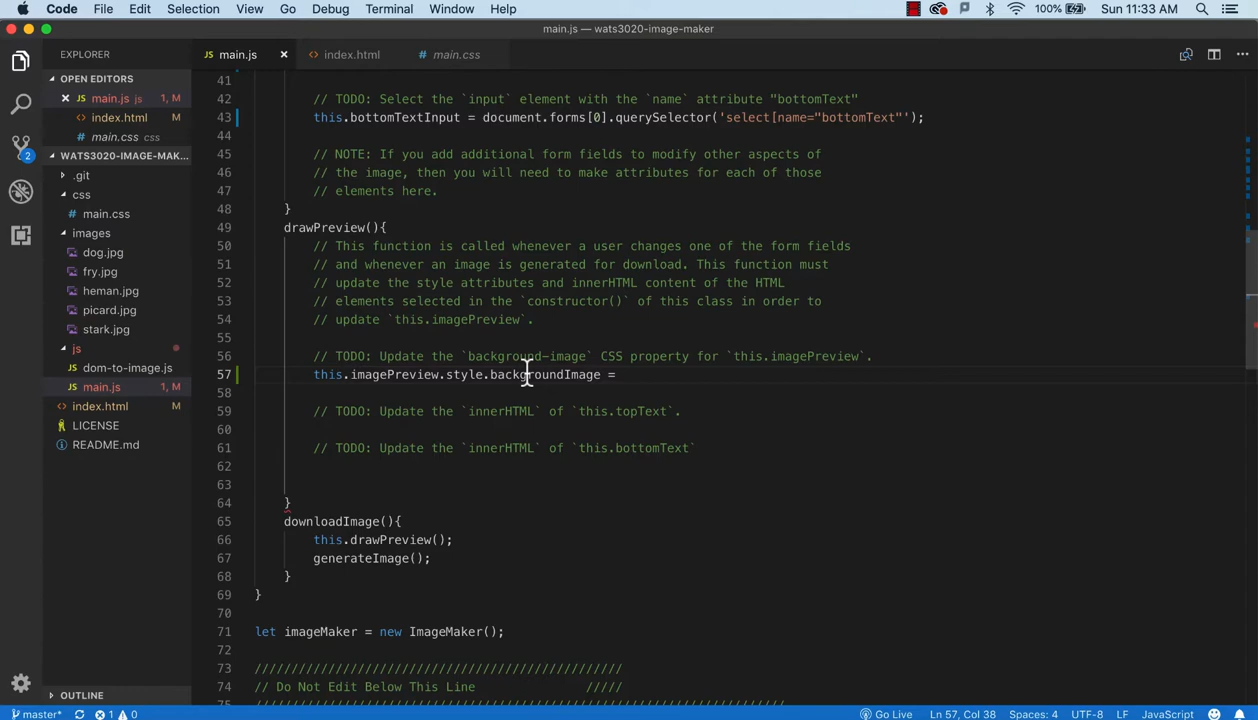 Code File Edit Selection View Go Debug Terminal Window Help 100% Sun 11:33 AM
main.js — wats3020-image-maker
EXPLORER
main.js
index.html
main.css
OPEN EDITORS
main.js js 1, M
index.html M
main.css css
2
WATS3020-IMAGE-MAK...
.git
css
main.css
images
dog.jpg
fry.jpg
heman.jpg
picard.jpg
stark.jpg
js
dom-to-image.js
main.js 1, M
index.html M
LICENSE
README.md
OUTLINE
41
42 // TODO: Select the `input` element with the `name` attribute "bottomText"
43 this.bottomTextInput = document.forms[0].querySelector('select[name="bottomText"');
44
45 // NOTE: If you add additional form fields to modify other aspects of
46 // the image, then you will need to make attributes for each of those
47 // elements here.
48 }
49 drawPreview(){
50 // This function is called whenever a user changes one of the form fields
51 // and whenever an image is generated for download. This function must
52 // update the style attributes and innerHTML content of the HTML
53 // elements selected in the `constructor()` of this class in order to
54 // update `this.imagePreview`.
55
56 // TODO: Update the `background-image` CSS property for `this.imagePreview`.
57 this.imagePreview.style.backgroundImage =
58
59 // TODO: Update the `innerHTML` of `this.topText`.
60
61 // TODO: Update the `innerHTML` of `this.bottomText`
62
63
64 }
65 downloadImage(){
66 this.drawPreview();
67 generateImage();
68 }
69 }
70
71 let imageMaker = new ImageMaker();
72
73 //////////////////////////////////////////////////
74 // Do Not Edit Below This Line /////
master* 1 0 Go Live Ln 57, Col 38 Spaces: 4 UTF-8 LF JavaScript